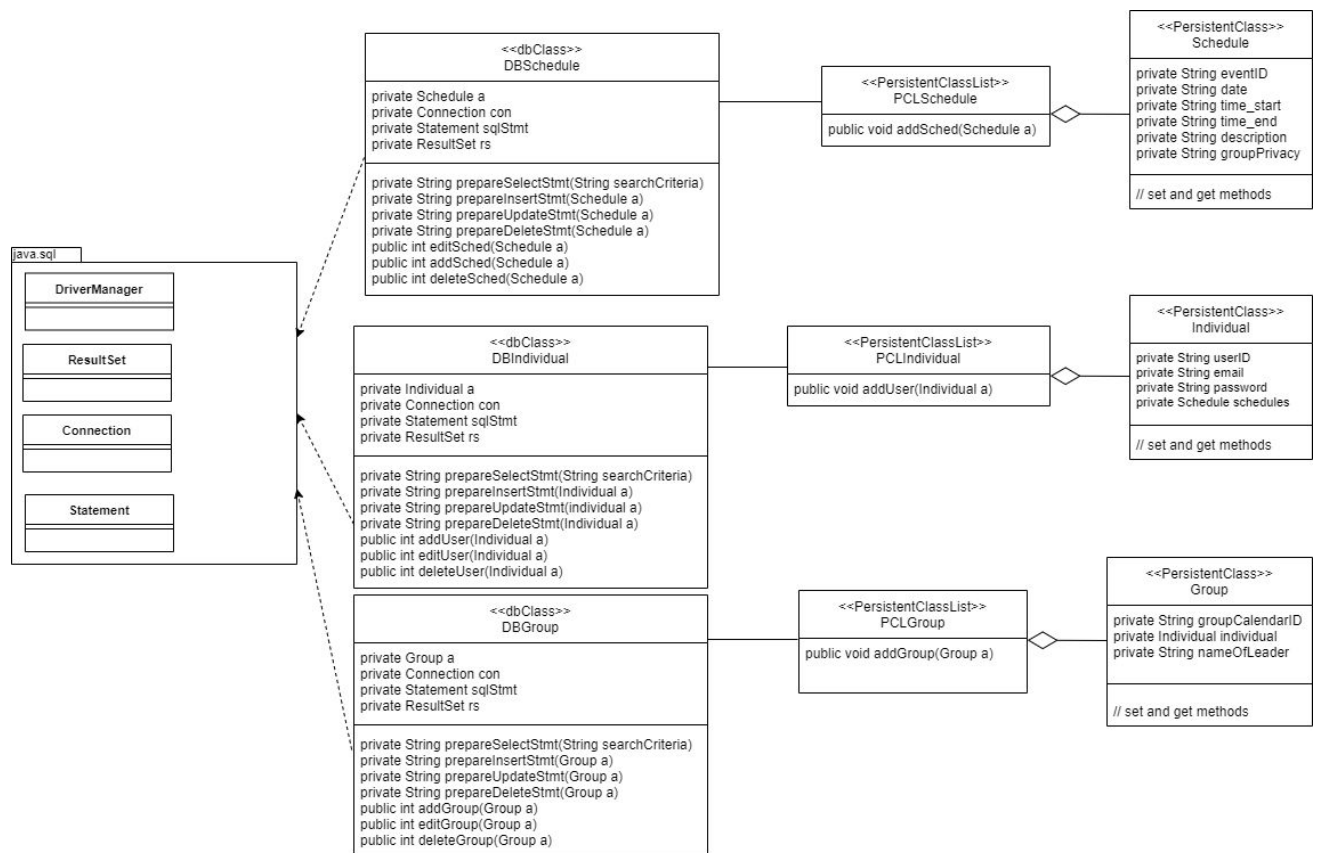 java.sql
DriverManager
ResultSet
Connection
Statement
<<dbClass>>
DBSchedule
private Schedule a
private Connection con
private Statement sqlStmt
private ResultSet rs
private String prepareSelectStmt(String searchCriteria)
private String prepareInsertStmt(Schedule a)
private String prepareUpdateStmt(Schedule a)
private String prepareDeleteStmt(Schedule a)
public int editSched(Schedule a)
public int addSched(Schedule a)
public int deleteSched(Schedule a)
<<PersistentClassList>>
PCLSchedule
public void addSched(Schedule a)
<<PersistentClass>>
Schedule
private String eventID
private String date
private String time_start
private String time_end
private String description
private String groupPrivacy
// set and get methods
<<dbClass>>
DBIndividual
private Individual a
private Connection con
private Statement sqlStmt
private ResultSet rs
private String prepareSelectStmt(String searchCriteria)
private String prepareInsertStmt(Individual a)
private String prepareUpdateStmt(individual a)
private String prepareDeleteStmt(Individual a)
public int addUser(Individual a)
public int editUser(Individual a)
public int deleteUser(Individual a)
<<PersistentClassList>>
PCLIndividual
public void addUser(Individual a)
<<PersistentClass>>
Individual
private String userID
private String email
private String password
private Schedule schedules
// set and get methods
<<dbClass>>
DBGroup
private Group a
private Connection con
private Statement sqlStmt
private ResultSet rs
private String prepareSelectStmt(String searchCriteria)
private String prepareInsertStmt(Group a)
private String prepareUpdateStmt(Group a)
private String prepareDeleteStmt(Group a)
public int addGroup(Group a)
public int editGroup(Group a)
public int deleteGroup(Group a)
<<PersistentClassList>>
PCLGroup
public void addGroup(Group a)
<<PersistentClass>>
Group
private String groupCalendarID
private Individual individual
private String nameOfLeader
// set and get methods